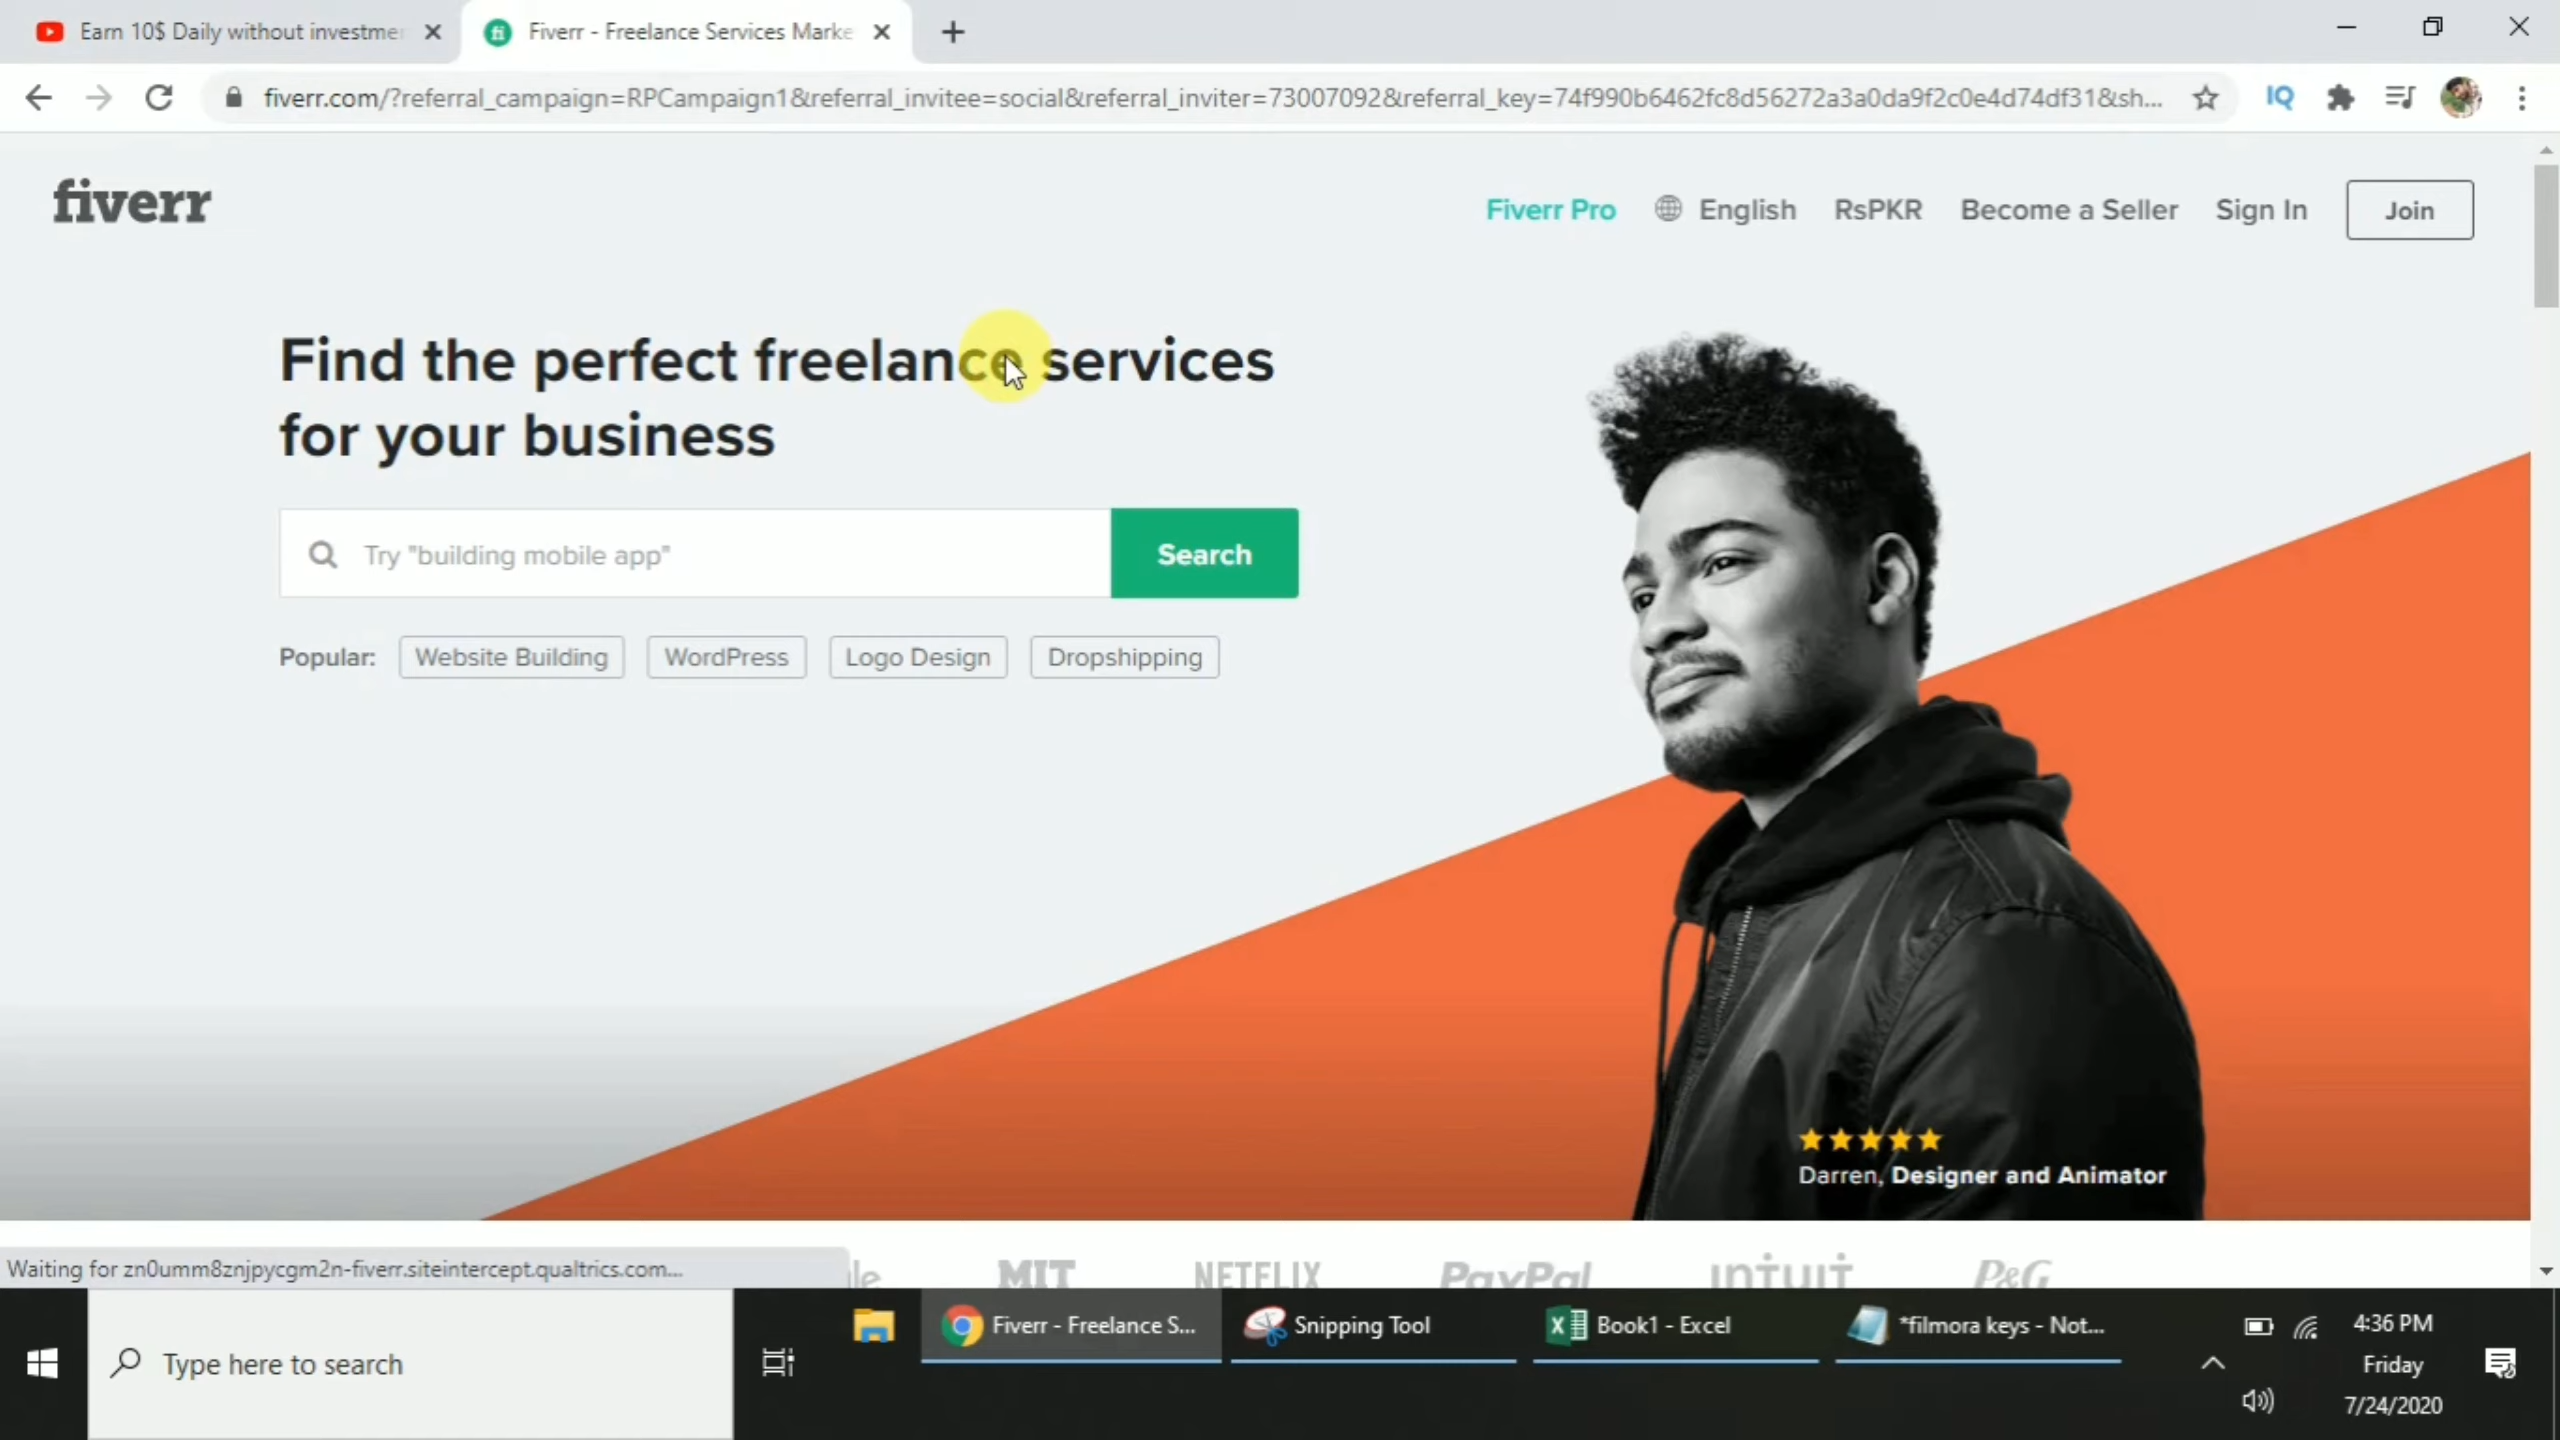 Earn 10$ Daily without investme
Fiverr - Freelance Services Marke
fiverr.com/?referral_campaign=RPCampaign1&referral_invitee=social&referral_inviter=73007092&referral_key=74f990b6462fc8d56272a3a0da9f2c0e4d74df31&sh...
IQ
fiverr
Fiverr Pro
English
RsPKR
Become a Seller
Sign In
Join
Find the perfect freelance services
for your business
Try "building mobile app"
Search
Popular:
Website Building
WordPress
Logo Design
Dropshipping
Darren, Designer and Animator
Waiting for zn0umm8znjpycgm2n-fiverr.siteintercept.qualtrics.com...
MIT
NETFLIX
PayPal
intuit
P&G
Type here to search
Fiverr - Freelance S...
Snipping Tool
Book1 - Excel
*filmora keys - Not...
4:36 PM
Friday
7/24/2020